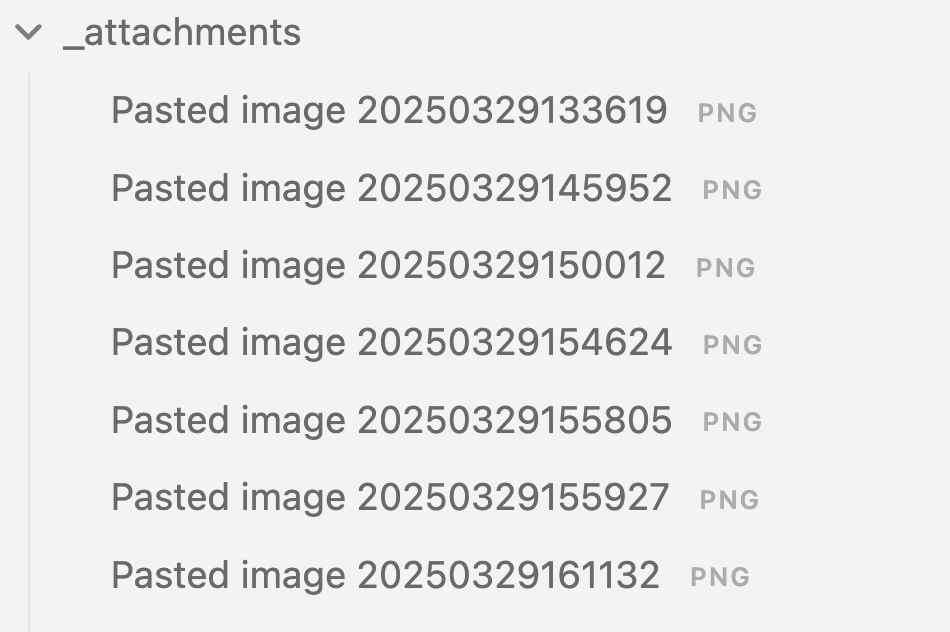 _attachments
Pasted image 20250329133619 PNG
Pasted image 20250329145952 PNG
Pasted image 20250329150012 PNG
Pasted image 20250329154624 PNG
Pasted image 20250329155805 PNG
Pasted image 20250329155927 PNG
Pasted image 20250329161132 PNG